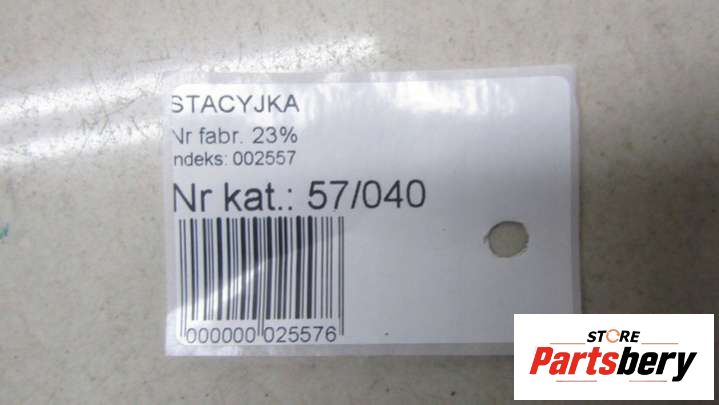 STACYJKA
Nr fabr. 23%
ndeks: 002557
Nr kat.: 57/040
000000 025576
STORE
Partsbery